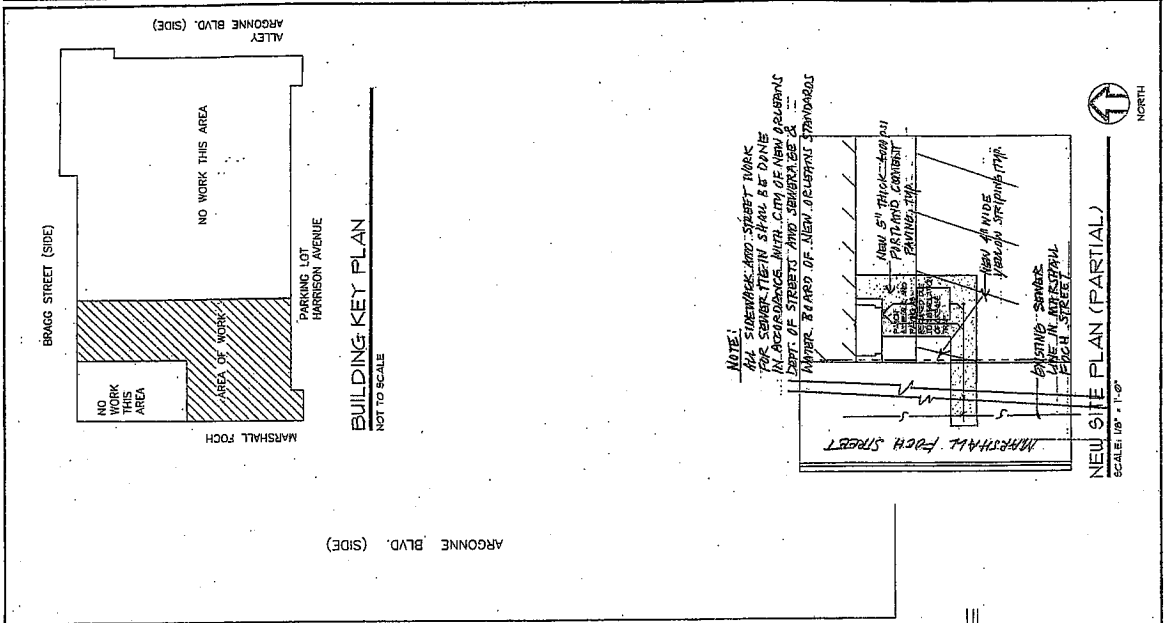 ARGONNE BLVD. (SIDE)
ALLEY
BRAGG STREET (SIDE)
NO WORK THIS AREA
NO
WORK
THIS
AREA
AREA OF WORK
MARSHALL FOCH
PARKING LOT
HARRISON AVENUE
BUILDING KEY PLAN
NOT TO SCALE
ARGONNE BLVD. (SIDE)
NOTE:
ALL SIDEWALK AND STREET WORK
FOR SEWER TIE-IN SHALL BE DONE
IN ACCORDANCE WITH CITY OF NEW ORLEANS
DEPT. OF STREETS AND SEWERAGE &
WATER BOARD OF NEW ORLEANS STANDARDS
NEW 5" THICK 4000 PSI
PORTLAND CEMENT
PAVING, TYP.
NEW 4" WIDE
YELLOW STRIPING TYP.
EXISTING SEWER
LINE IN MARSHALL
FOCH STREET
MARSHALL FOCH STREET
S
S
NEW SITE PLAN (PARTIAL)
SCALE: 1/8" = 1'-0"
NORTH